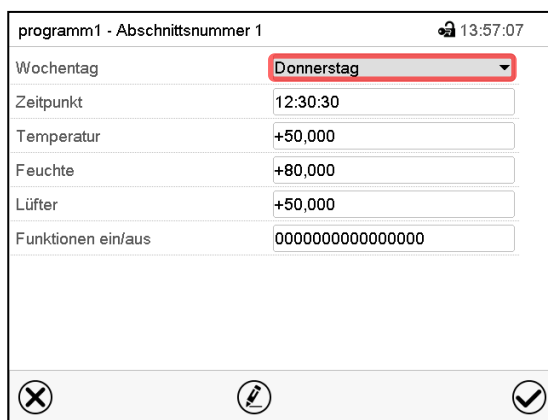 programm1 - Abschnittsnummer 1 13:57:07
Wochentag Donnerstag
Zeitpunkt 12:30:30
Temperatur +50,000
Feuchte +80,000
Lüfter +50,000
Funktionen ein/aus 0000000000000000